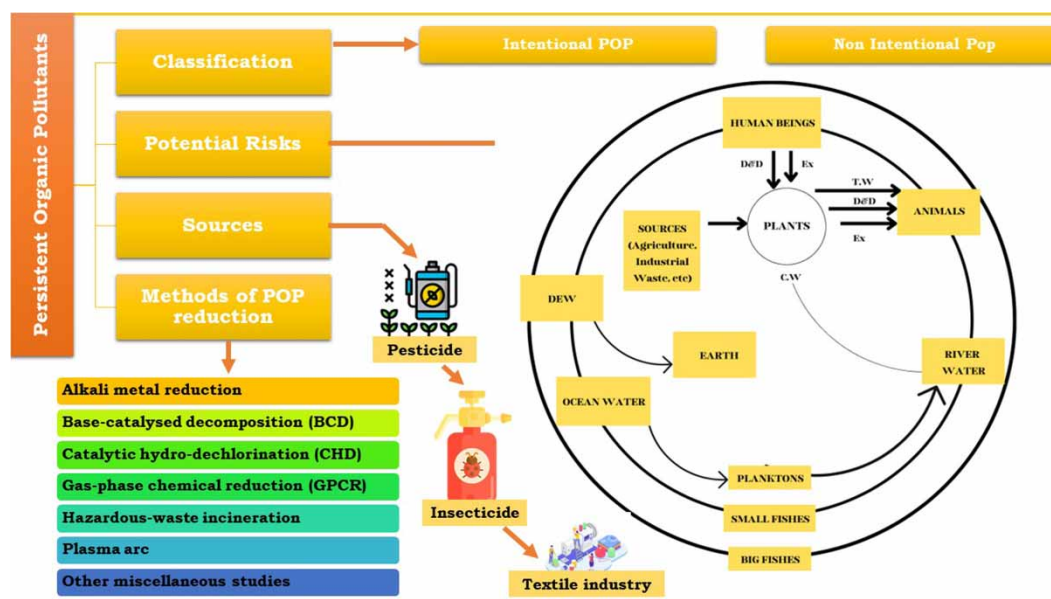 Persistent Organic Pollutants
Classification
Intentional POP
Non Intentional Pop
Potential Risks
Sources
Methods of POP
reduction
Alkali metal reduction
Base-catalysed decomposition (BCD)
Catalytic hydro-dechlorination (CHD)
Gas-phase chemical reduction (GPCR)
Hazardous-waste incineration
Plasma arc
Other miscellaneous studies
Pesticide
Insecticide
Textile industry
HUMAN BEINGS
D&D
Ex
T.W
D&D
Ex
PLANTS
ANIMALS
SOURCES
(Agriculture,
Industrial
Waste, etc)
C.W
DEW
EARTH
RIVER
WATER
OCEAN WATER
PLANKTONS
SMALL FISHES
BIG FISHES